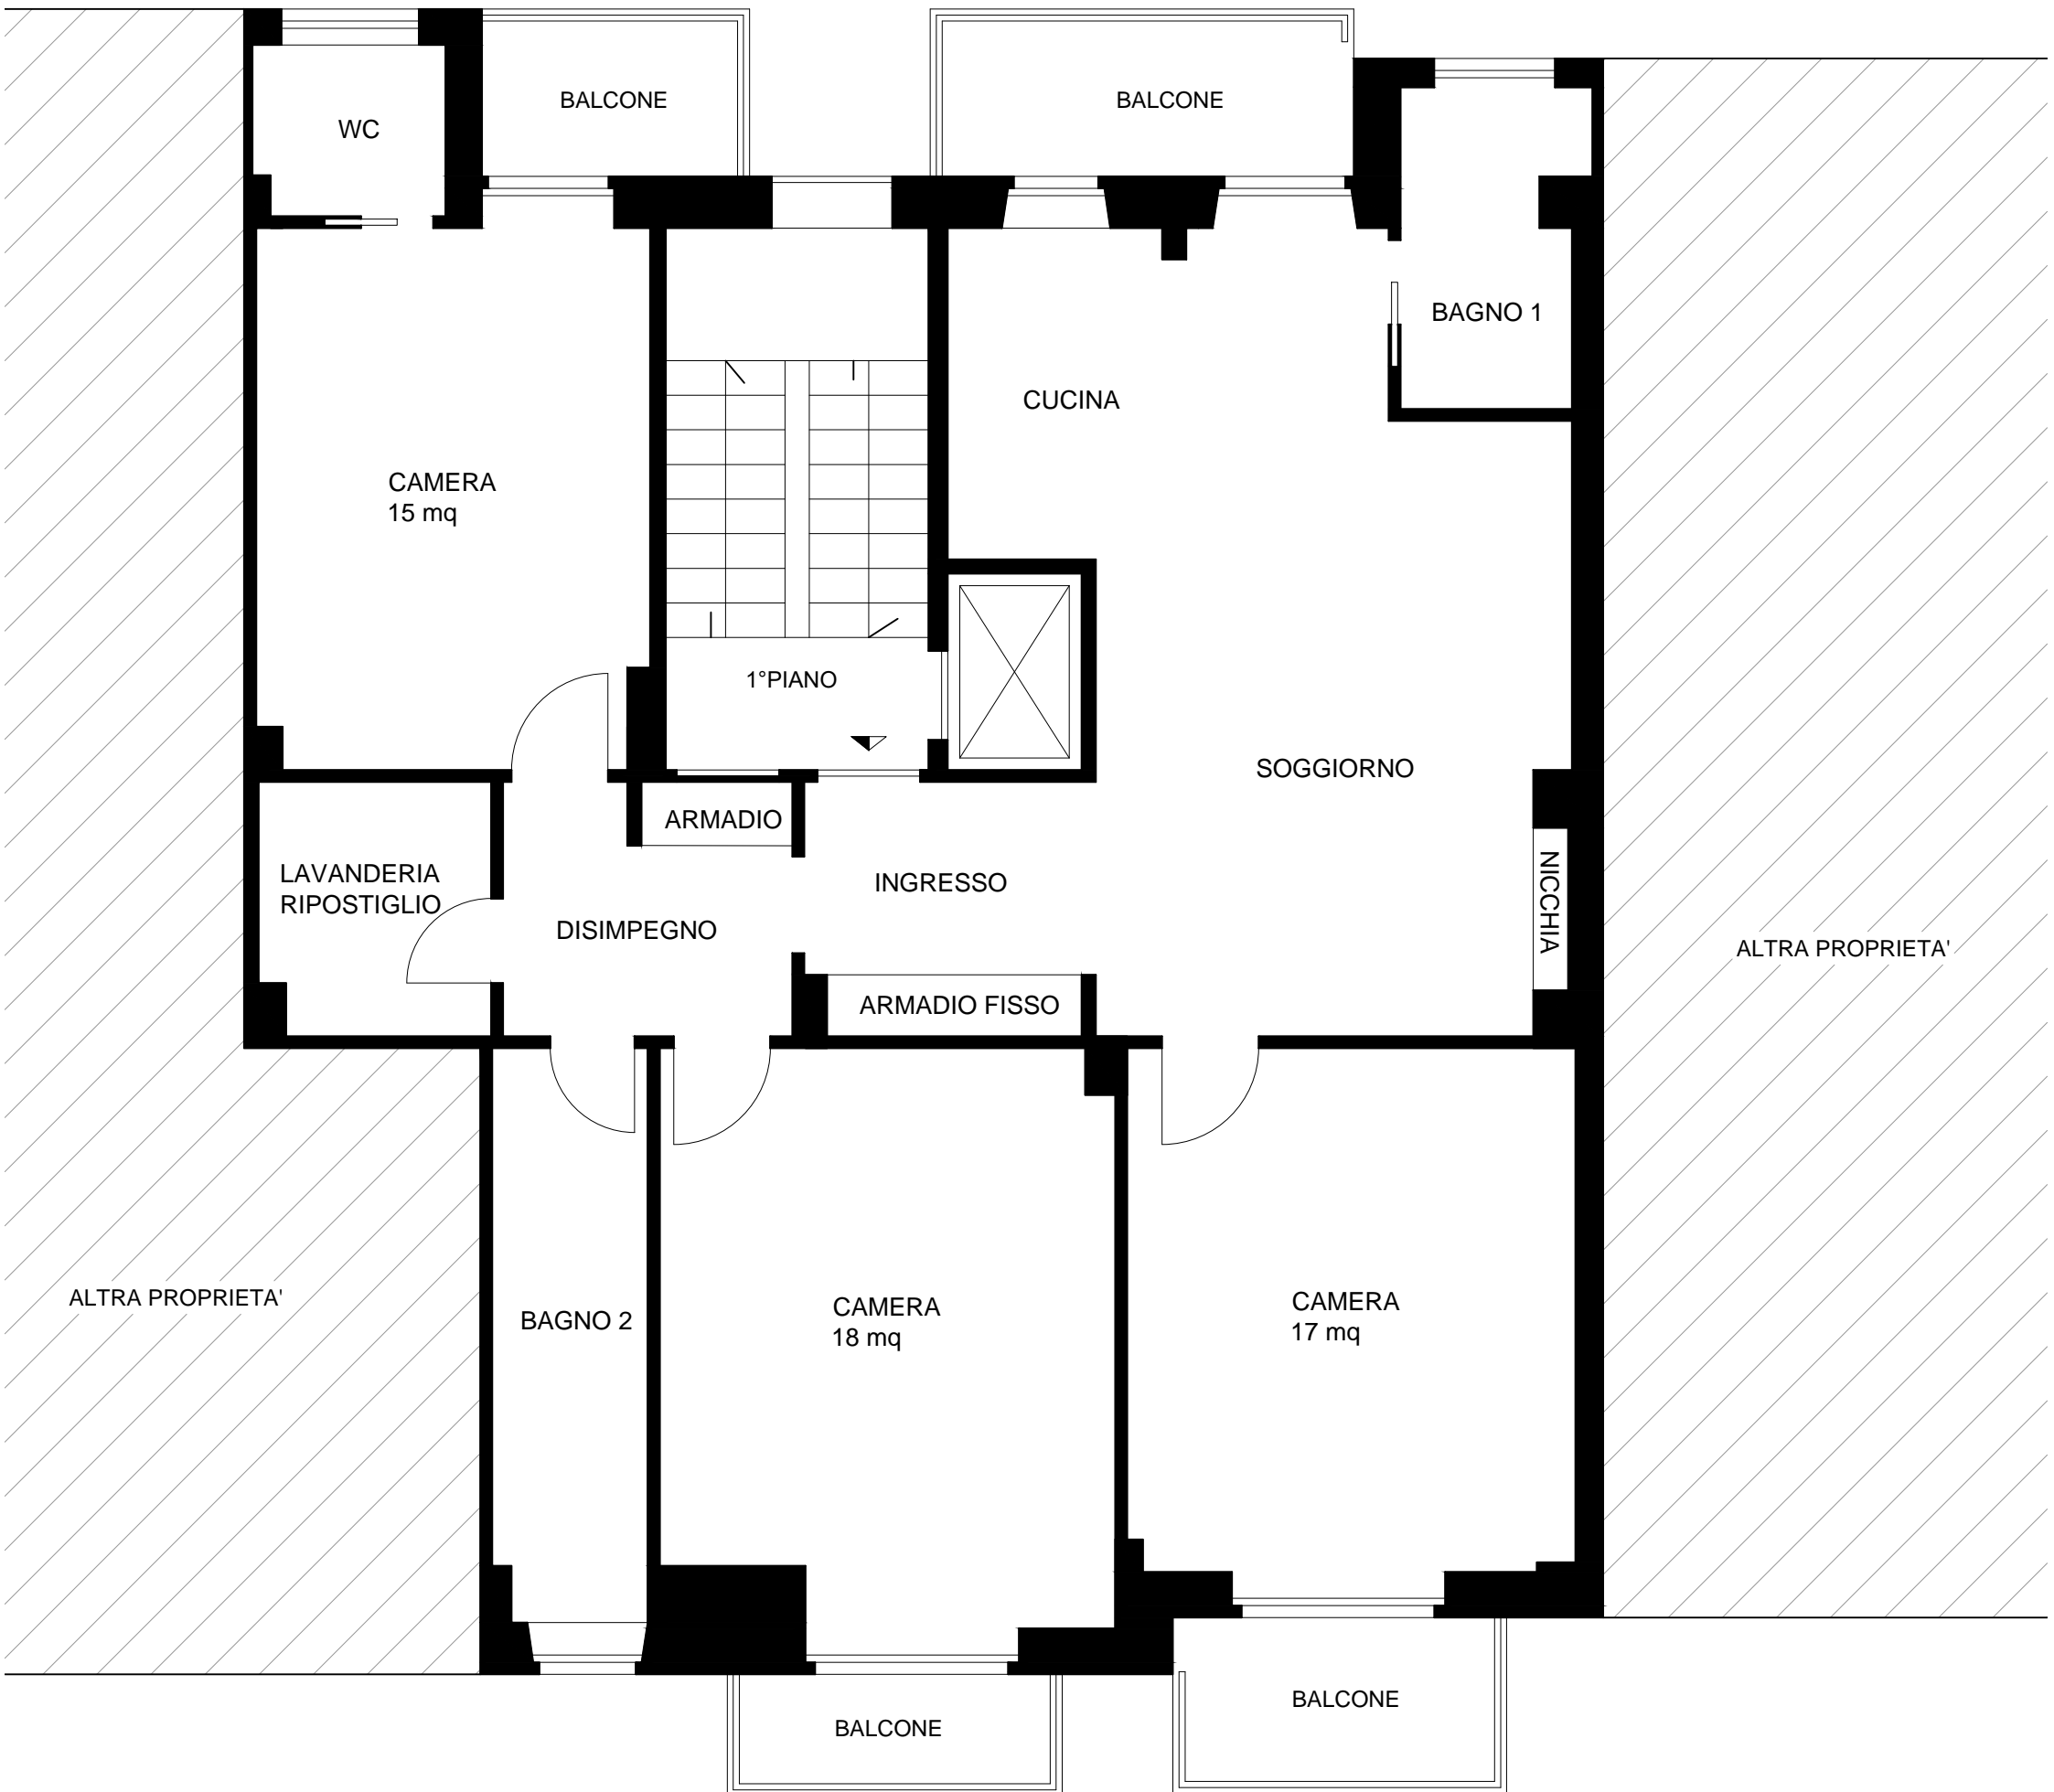 BALCONE
BALCONE
WC
BAGNO 1
CUCINA
CAMERA
15 mq
1°PIANO
SOGGIORNO
ARMADIO
LAVANDERIA
RIPOSTIGLIO
INGRESSO
NICCHIA
DISIMPEGNO
ALTRA PROPRIETA'
ARMADIO FISSO
ALTRA PROPRIETA'
BAGNO 2
CAMERA
18 mq
CAMERA
17 mq
BALCONE
BALCONE